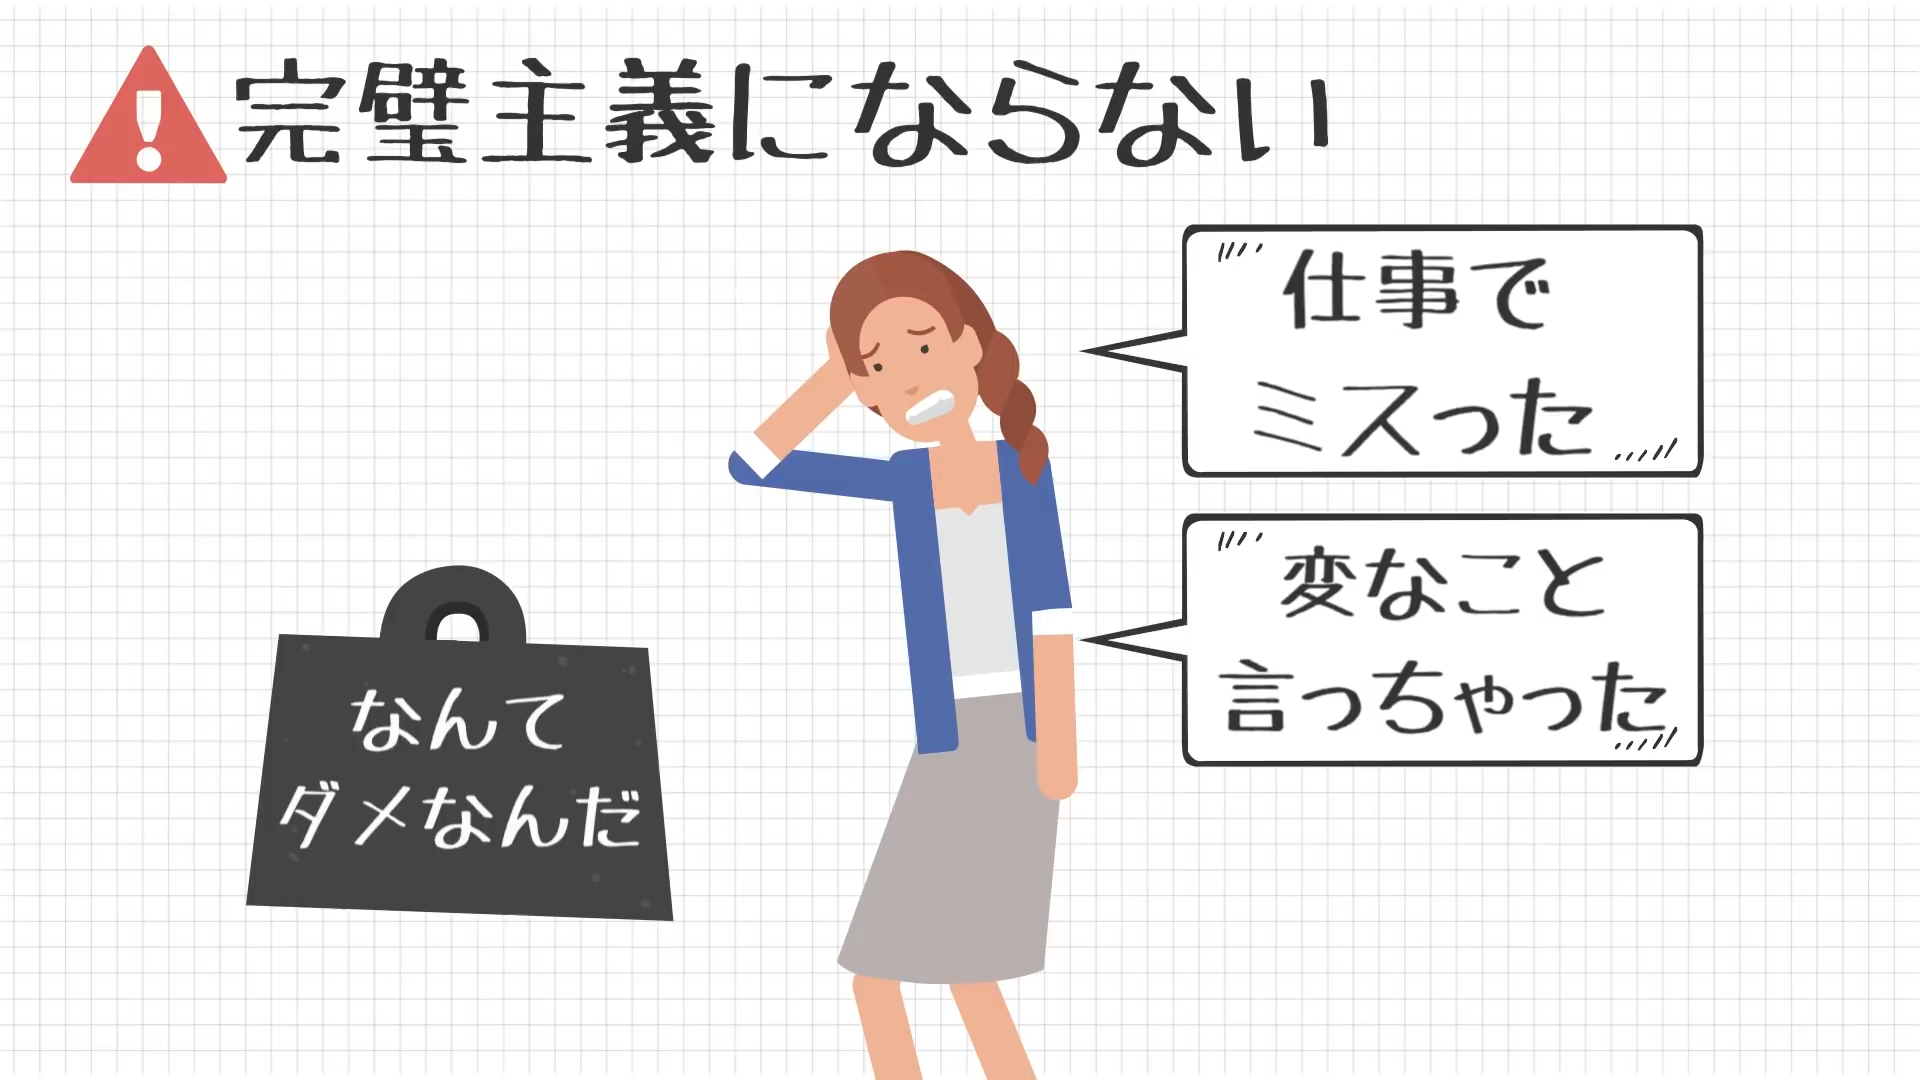 完璧主義にならない
仕事で
ミスった
変なこと
言っちゃった
なんて
ダメなんだ